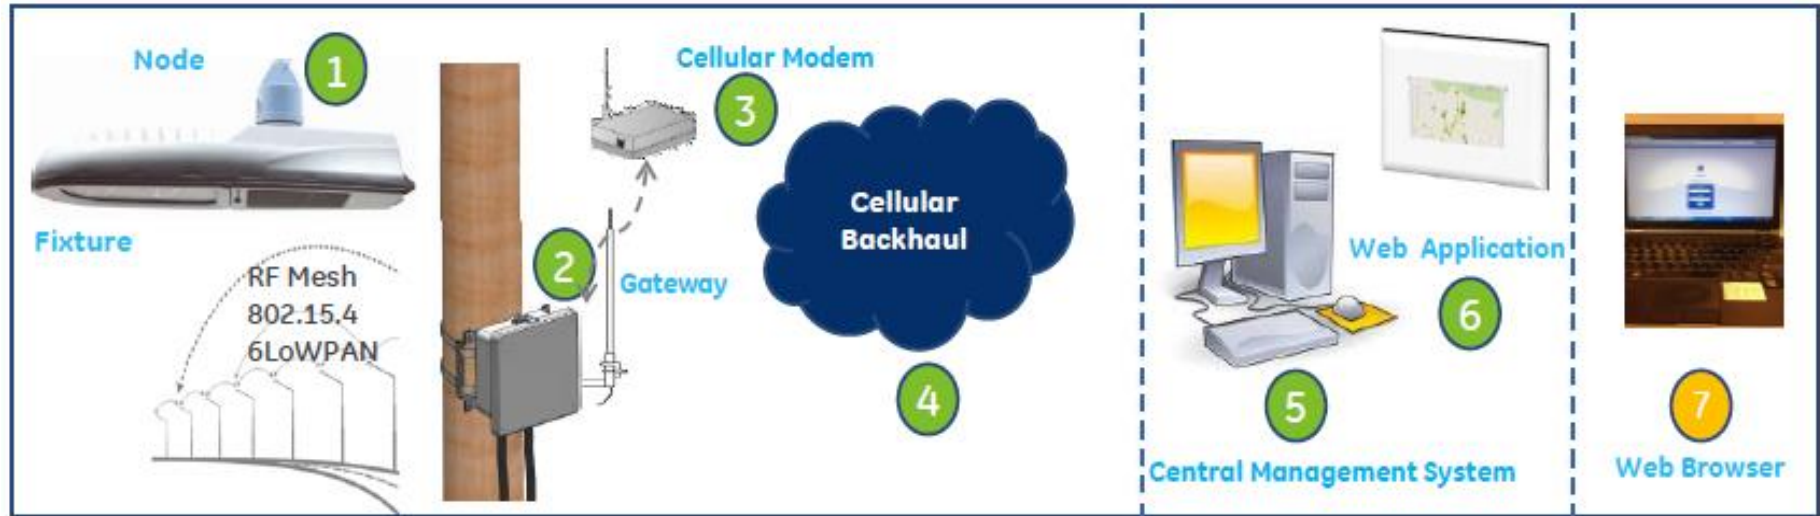 Node
1
Fixture
RF Mesh
802.15.4
6LoWPAN
2
Gateway
Cellular Modem
3
Cellular
Backhaul
4
5
Central Management System
Web Application
6
7
Web Browser